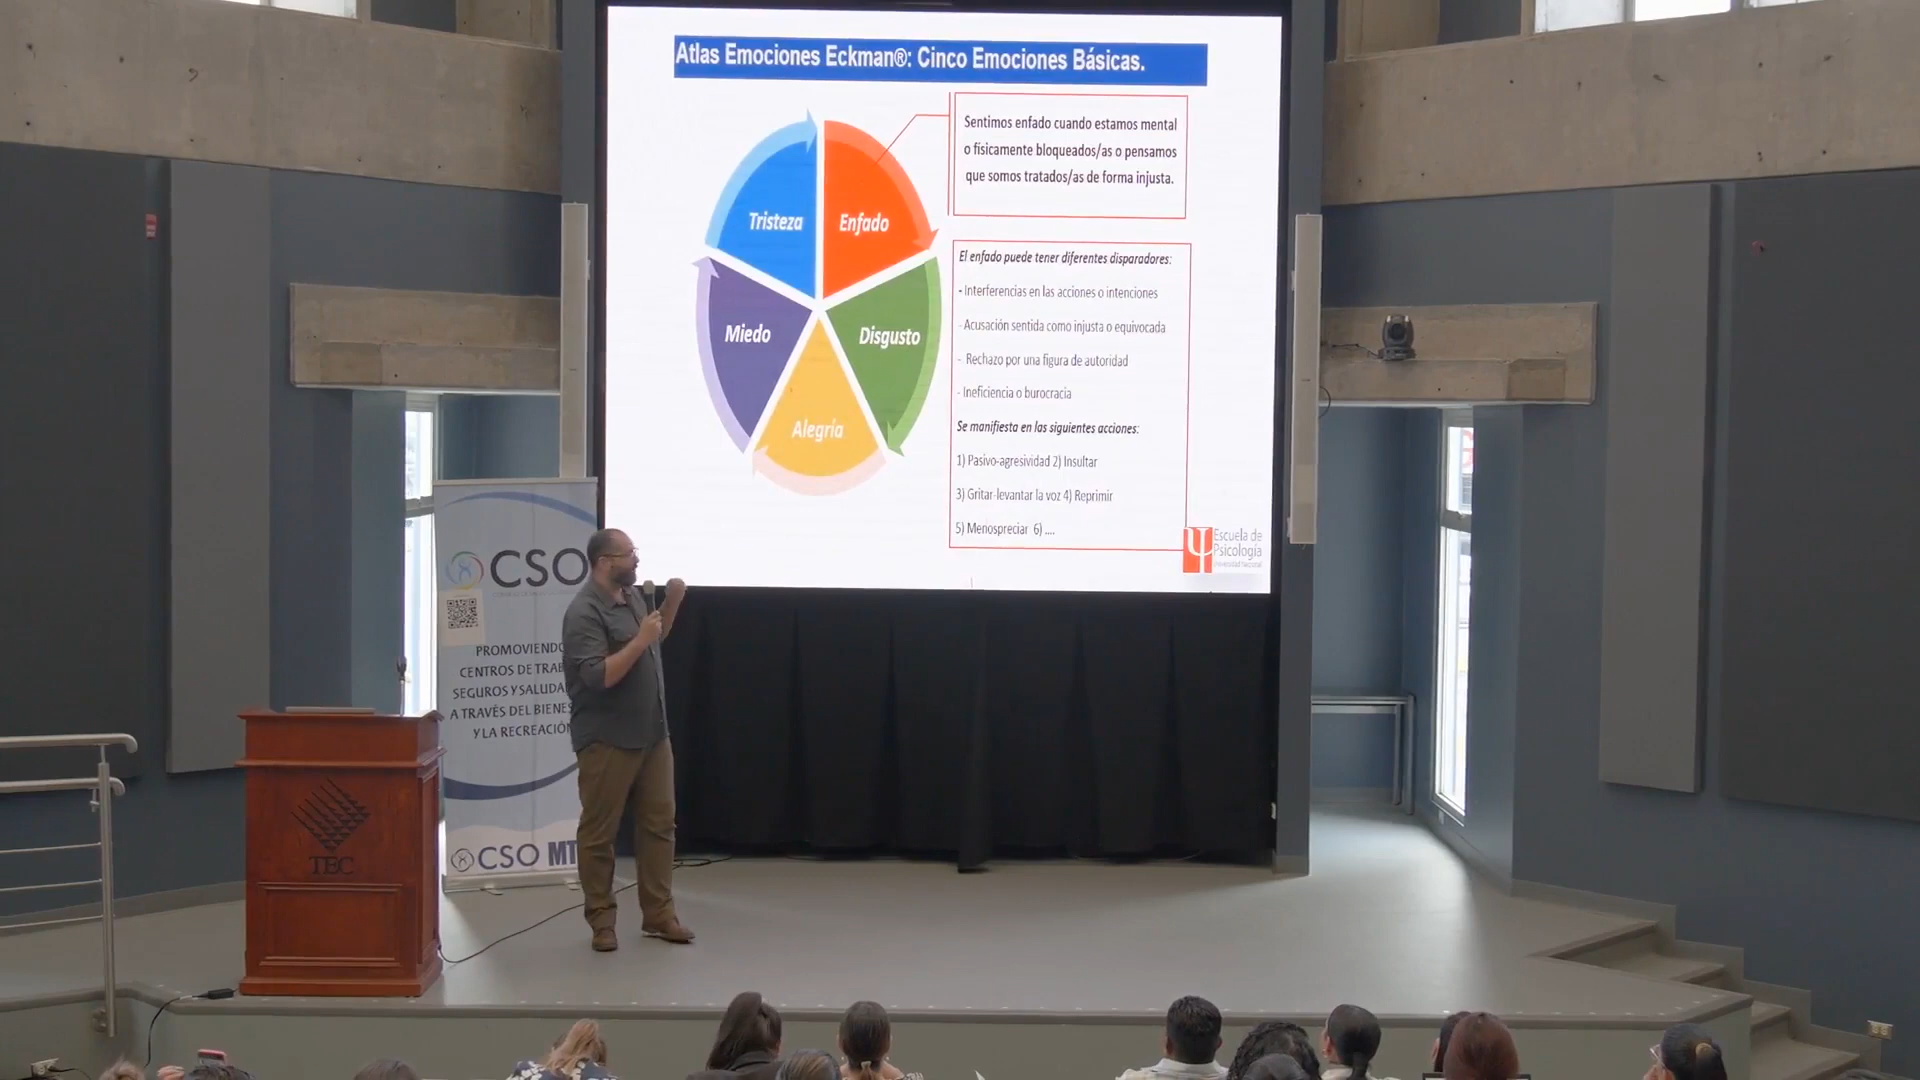 Atlas Emociones Eckman®: Cinco Emociones Básicas.
Sentimos enfado cuando estamos mental
o físicamente bloqueados/as o pensamos
que somos tratados/as de forma injusta.
Tristeza
Enfado
Miedo
Disgusto
Alegría
El enfado puede tener diferentes disparadores:
- Interferencias en las acciones o intenciones
- Acusación sentida como injusta o equivocada
- Rechazo por una figura de autoridad
- Ineficiencia o burocracia
Se manifiesta en las siguientes acciones:
1) Pasivo-agresividad 2) Insultar
3) Gritar-levantar la voz 4) Reprimir
5) Menospreciar 6) ....
Escuela de
Psicología
Universidad Nacional
CSO
PROMOVIENDO
CENTROS DE TRAB
SEGUROS Y SALUDA
A TRAVÉS DEL BIENES
Y LA RECREACIÓN
CSO MT
TEC